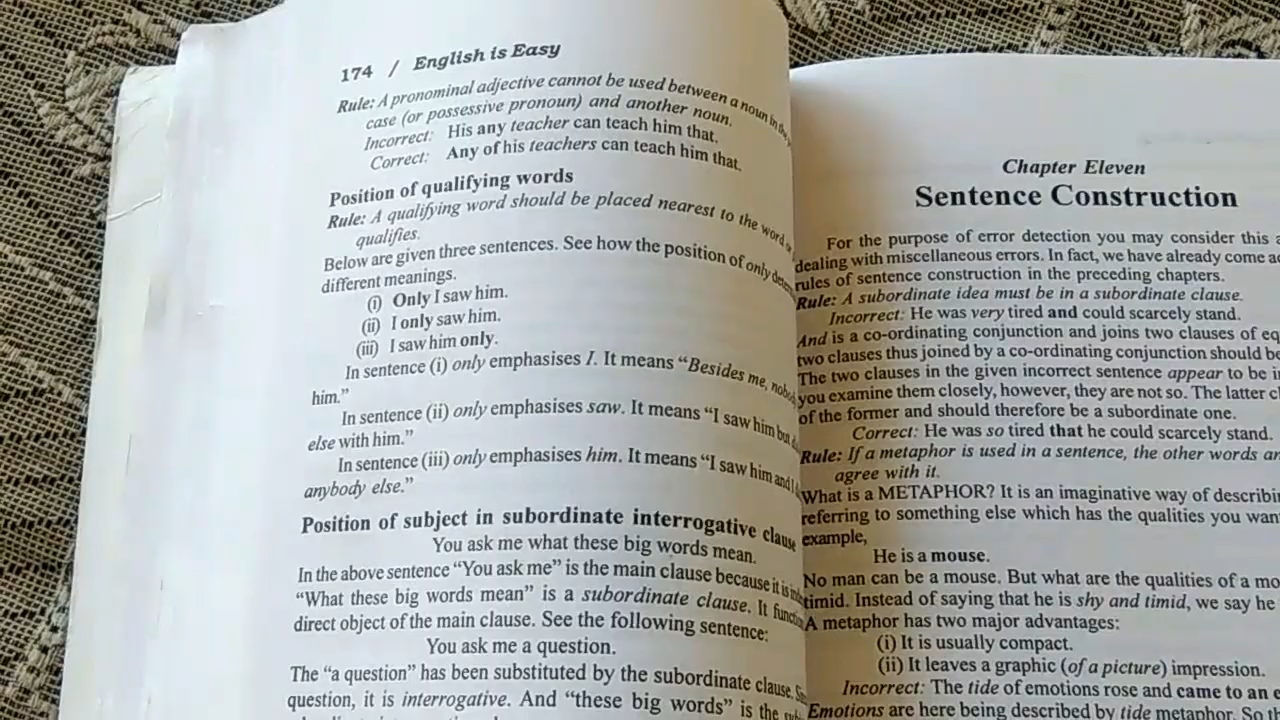 174 / English is Easy
Rule: A pronominal adjective cannot be used between a noun in the
case (or possessive pronoun) and another noun.
Incorrect: His any teacher can teach him that.
Correct: Any of his teachers can teach him that.
Position of qualifying words
Rule: A qualifying word should be placed nearest to the word
qualifies.
Below are given three sentences. See how the position of only
different meanings.
(i) Only I saw him.
(ii) I only saw him.
(iii) I saw him only.
In sentence (i) only emphasises I. It means “Besides me,
him.”
In sentence (ii) only emphasises saw. It means “I saw him but
else with him.”
In sentence (iii) only emphasises him. It means “I saw him and I
anybody else.”
Position of subject in subordinate interrogative clause
You ask me what these big words mean.
In the above sentence “You ask me” is the main clause because it is
“What these big words mean” is a subordinate clause. It
direct object of the main clause. See the following sentence:
You ask me a question.
The “a question” has been substituted by the subordinate clause.
question, it is interrogative. And “these big words” is the
Chapter Eleven
Sentence Construction
For the purpose of error detection you may consider this
dealing with miscellaneous errors. In fact, we have already come
rules of sentence construction in the preceding chapters.
Rule: A subordinate idea must be in a subordinate clause.
Incorrect: He was very tired and could scarcely stand.
And is a co-ordinating conjunction and joins two clauses of
two clauses thus joined by a co-ordinating conjunction should
The two clauses in the given incorrect sentence appear to be
you examine them closely, however, they are not so. The latter
of the former and should therefore be a subordinate one.
Correct: He was so tired that he could scarcely stand.
Rule: If a metaphor is used in a sentence, the other words
agree with it.
What is a METAPHOR? It is an imaginative way of
referring to something else which has the qualities you
example,
He is a mouse.
No man can be a mouse. But what are the qualities of a
timid. Instead of saying that he is shy and timid, we say he
A metaphor has two major advantages:
(i) It is usually compact.
(ii) It leaves a graphic (of a picture) impression.
Incorrect: The tide of emotions rose and came to an
Emotions are here being described by tide metaphor. So